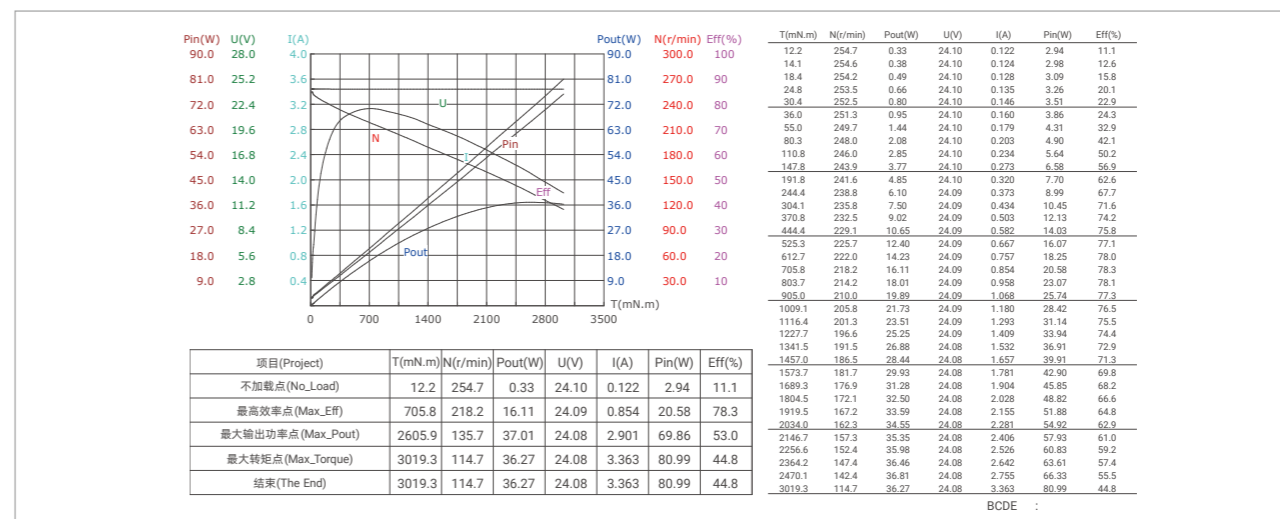 Pin(W) U(V) I(A) Pout(W) N(r/min) Eff(%)
90.0 28.0 4.0 90.0 300.0 100
81.0 25.2 3.6 81.0 270.0 90
72.0 22.4 3.2 72.0 240.0 80
63.0 19.6 2.8 63.0 210.0 70
54.0 16.8 2.4 54.0 180.0 60
45.0 14.0 2.0 45.0 150.0 50
36.0 11.2 1.6 36.0 120.0 40
27.0 8.4 1.2 27.0 90.0 30
18.0 5.6 0.8 18.0 60.0 20
9.0 2.8 0.4 9.0 30.0 10
U
N
Pin
I
Eff
Pout
T(mN.m)
0 700 1400 2100 2800 3500
项目(Project) T(mN.m) N(r/min) Pout(W) U(V) I(A) Pin(W) Eff(%)
不加载点(No_Load) 12.2 254.7 0.33 24.10 0.122 2.94 11.1
最高效率点(Max_Eff) 705.8 218.2 16.11 24.09 0.854 20.58 78.3
最大输出功率点(Max_Pout) 2605.9 135.7 37.01 24.08 2.901 69.86 53.0
最大转矩点(Max_Torque) 3019.3 114.7 36.27 24.08 3.363 80.99 44.8
结束(The End) 3019.3 114.7 36.27 24.08 3.363 80.99 44.8
T(mN.m) N(r/min) Pout(W) U(V) I(A) Pin(W) Eff(%)
12.2 254.7 0.33 24.10 0.122 2.94 11.1
14.1 254.6 0.38 24.10 0.124 2.98 12.6
18.4 254.2 0.49 24.10 0.128 3.09 15.8
24.8 253.5 0.66 24.10 0.135 3.26 20.1
30.4 252.5 0.80 24.10 0.146 3.51 22.9
36.0 251.3 0.95 24.10 0.160 3.86 24.3
55.0 249.7 1.44 24.10 0.179 4.31 32.9
80.3 248.0 2.08 24.10 0.203 4.90 42.1
110.8 246.0 2.85 24.10 0.234 5.64 50.2
147.8 243.9 3.77 24.10 0.273 6.58 56.9
191.8 241.6 4.85 24.10 0.320 7.70 62.6
244.4 238.8 6.10 24.09 0.373 8.99 67.7
304.1 235.8 7.50 24.09 0.434 10.45 71.6
370.8 232.5 9.02 24.09 0.503 12.13 74.2
444.4 229.1 10.65 24.09 0.582 14.03 75.8
525.3 225.7 12.40 24.09 0.667 16.07 77.1
612.7 222.0 14.23 24.09 0.757 18.25 78.0
705.8 218.2 16.11 24.09 0.854 20.58 78.3
803.7 214.2 18.01 24.09 0.958 23.07 78.1
905.0 210.0 19.89 24.09 1.068 25.74 77.3
1009.1 205.8 21.73 24.09 1.180 28.42 76.5
1116.4 201.3 23.51 24.09 1.293 31.14 75.5
1227.7 196.6 25.25 24.09 1.409 33.94 74.4
1341.5 191.5 26.88 24.08 1.532 36.91 72.9
1457.0 186.5 28.44 24.08 1.657 39.91 71.3
1573.7 181.7 29.93 24.08 1.781 42.90 69.8
1689.3 176.9 31.28 24.08 1.904 45.85 68.2
1804.5 172.1 32.50 24.08 2.028 48.82 66.6
1919.5 167.2 33.59 24.08 2.155 51.88 64.8
2034.0 162.3 34.55 24.08 2.281 54.92 62.9
2146.7 157.3 35.35 24.08 2.406 57.93 61.0
2256.6 152.4 35.98 24.08 2.526 60.83 59.2
2364.2 147.4 36.46 24.08 2.642 63.61 57.4
2470.1 142.4 36.81 24.08 2.755 66.33 55.5
3019.3 114.7 36.27 24.08 3.363 80.99 44.8
BCDE :